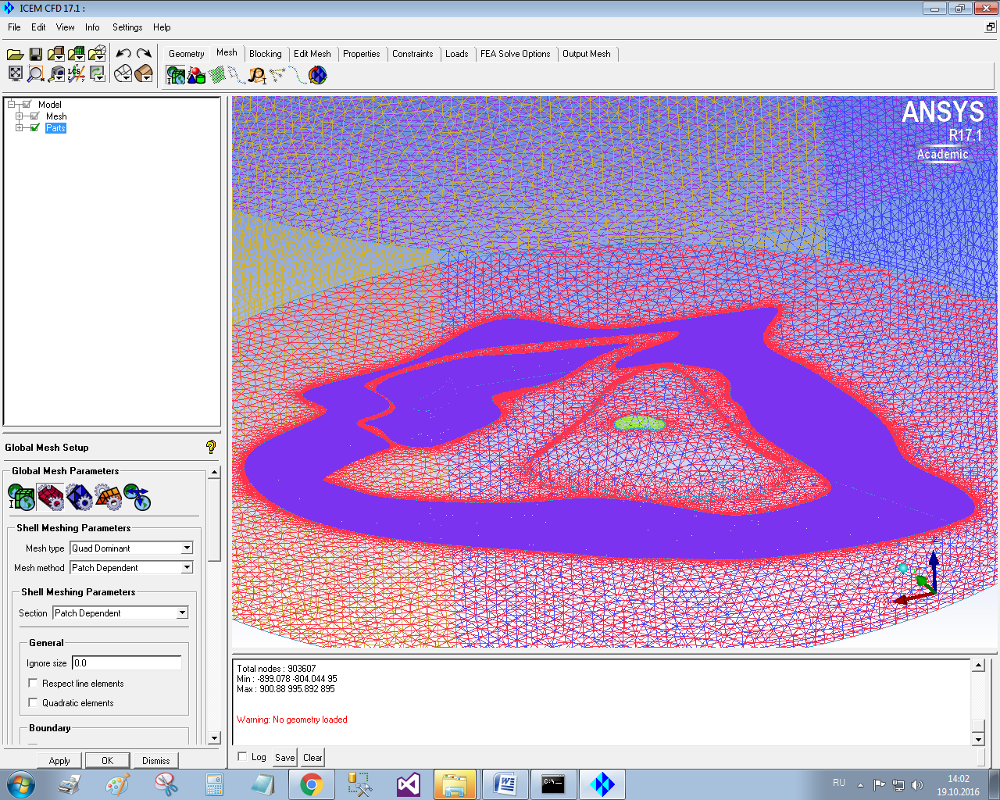 ICEM CFD 17.1 :
File Edit View Info Settings Help
Geometry Mesh Blocking Edit Mesh Properties Constraints Loads FEA Solve Options Output Mesh
LCS
Model
Mesh
Parts
ANSYS
R17.1
Academic
Global Mesh Setup
Global Mesh Parameters
Shell Meshing Parameters
Mesh type Quad Dominant
Mesh method Patch Dependent
Shell Meshing Parameters
Section Patch Dependent
General
Ignore size 0.0
Respect line elements
Quadratic elements
Boundary
Apply OK Dismiss
Total nodes : 903607
Min : -899.078 -804.044 95
Max : 900.88 995.892 895
Warning: No geometry loaded
Log Save Clear
RU
14:02
19.10.2016